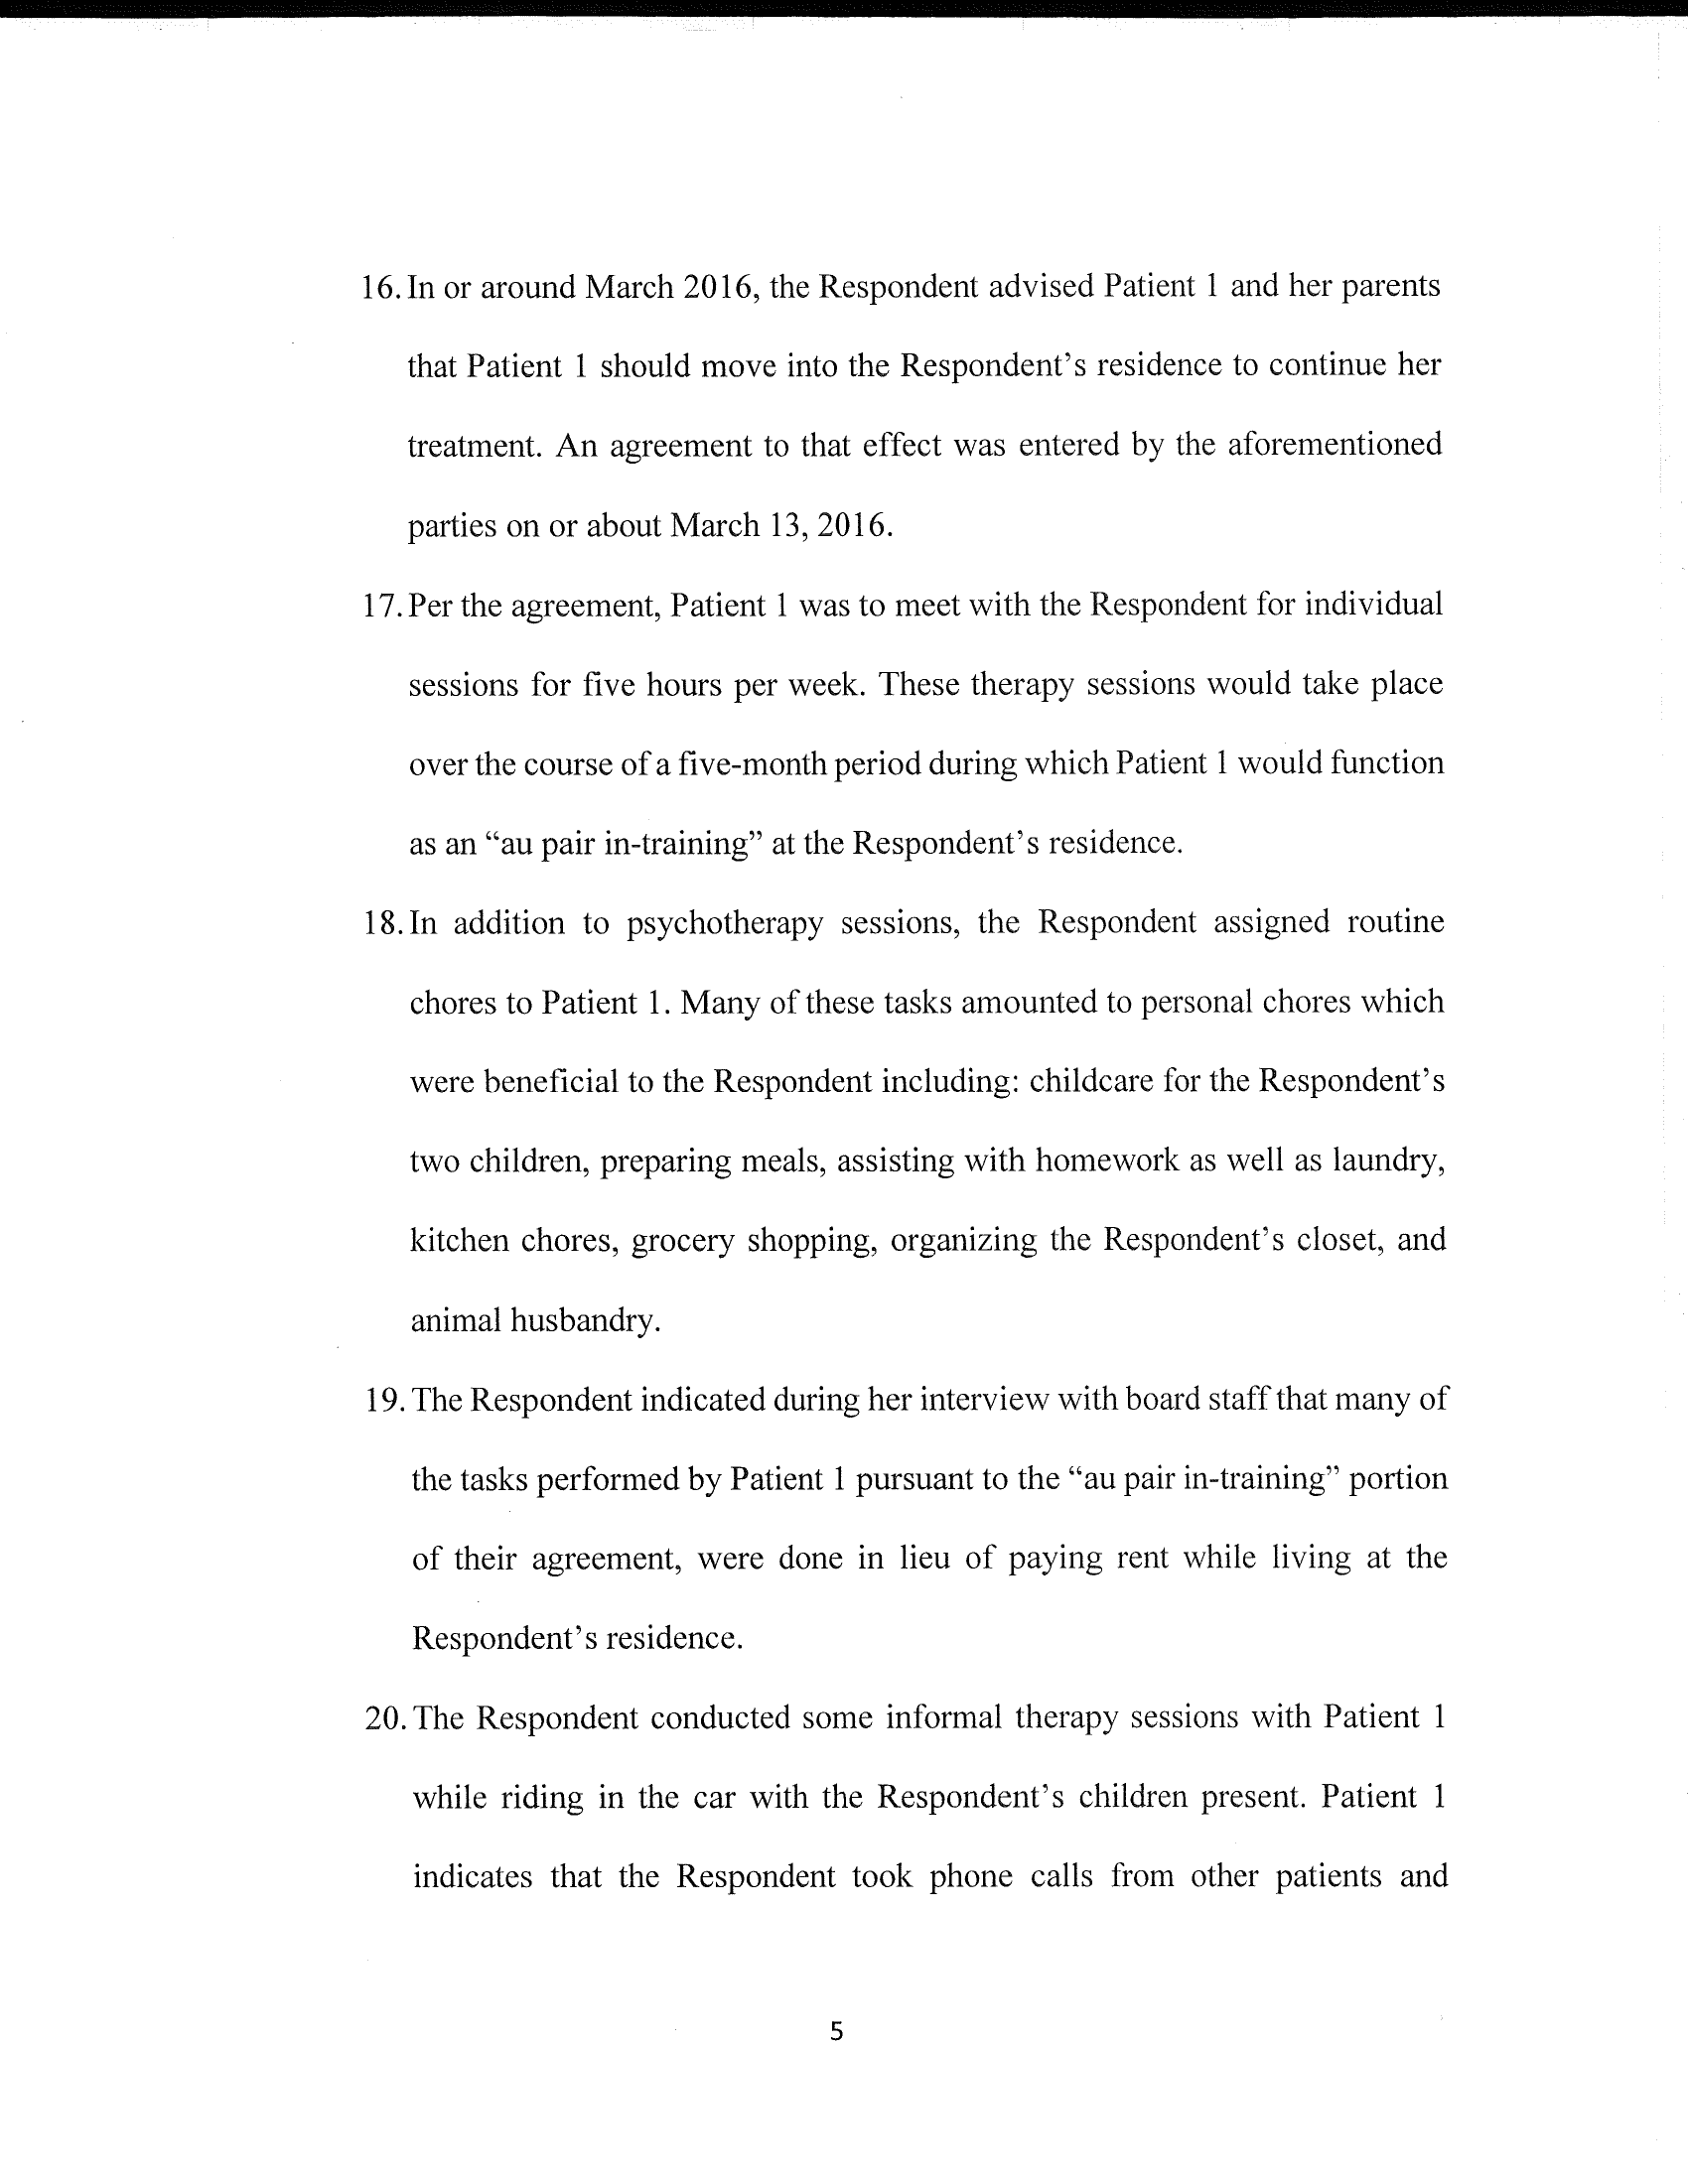 16. In or around March 2016, the Respondent advised Patient 1 and her parents
that Patient 1 should move into the Respondent's residence to continue her
treatment. An agreement to that effect was entered by the aforementioned
parties on or about March 13, 2016.
17. Per the agreement, Patient 1 was to meet with the Respondent for individual
sessions for five hours per week. These therapy sessions would take place
over the course of a five-month period during which Patient 1 would function
as an “au pair in-training” at the Respondent's residence.
18. In addition to psychotherapy sessions, the Respondent assigned routine
chores to Patient 1. Many of these tasks amounted to personal chores which
were beneficial to the Respondent including: childcare for the Respondent's
two children, preparing meals, assisting with homework as well as laundry,
kitchen chores, grocery shopping, organizing the Respondent's closet, and
animal husbandry.
19. The Respondent indicated during her interview with board staff that many of
the tasks performed by Patient 1 pursuant to the “au pair in-training” portion
of their agreement, were done in lieu of paying rent while living at the
Respondent's residence.
20. The Respondent conducted some informal therapy sessions with Patient 1
while riding in the car with the Respondent's children present. Patient 1
indicates that the Respondent took phone calls from other patients and
5